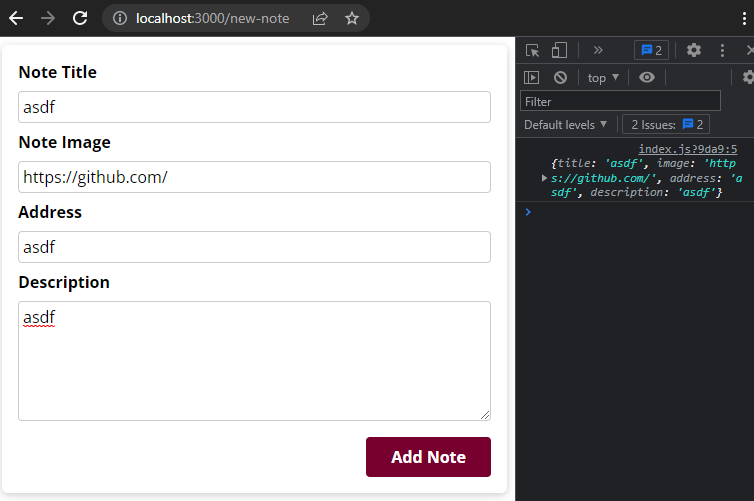 localhost:3000/new-note
Note Title
asdf
Note Image
https://github.com/
Address
asdf
Description
asdf
Add Note
2
top
Filter
Default levels
2 Issues: 2
index.js?9da9:5
{title: 'asdf', image: 'http
s://github.com/', address: 'a
sdf', description: 'asdf'}